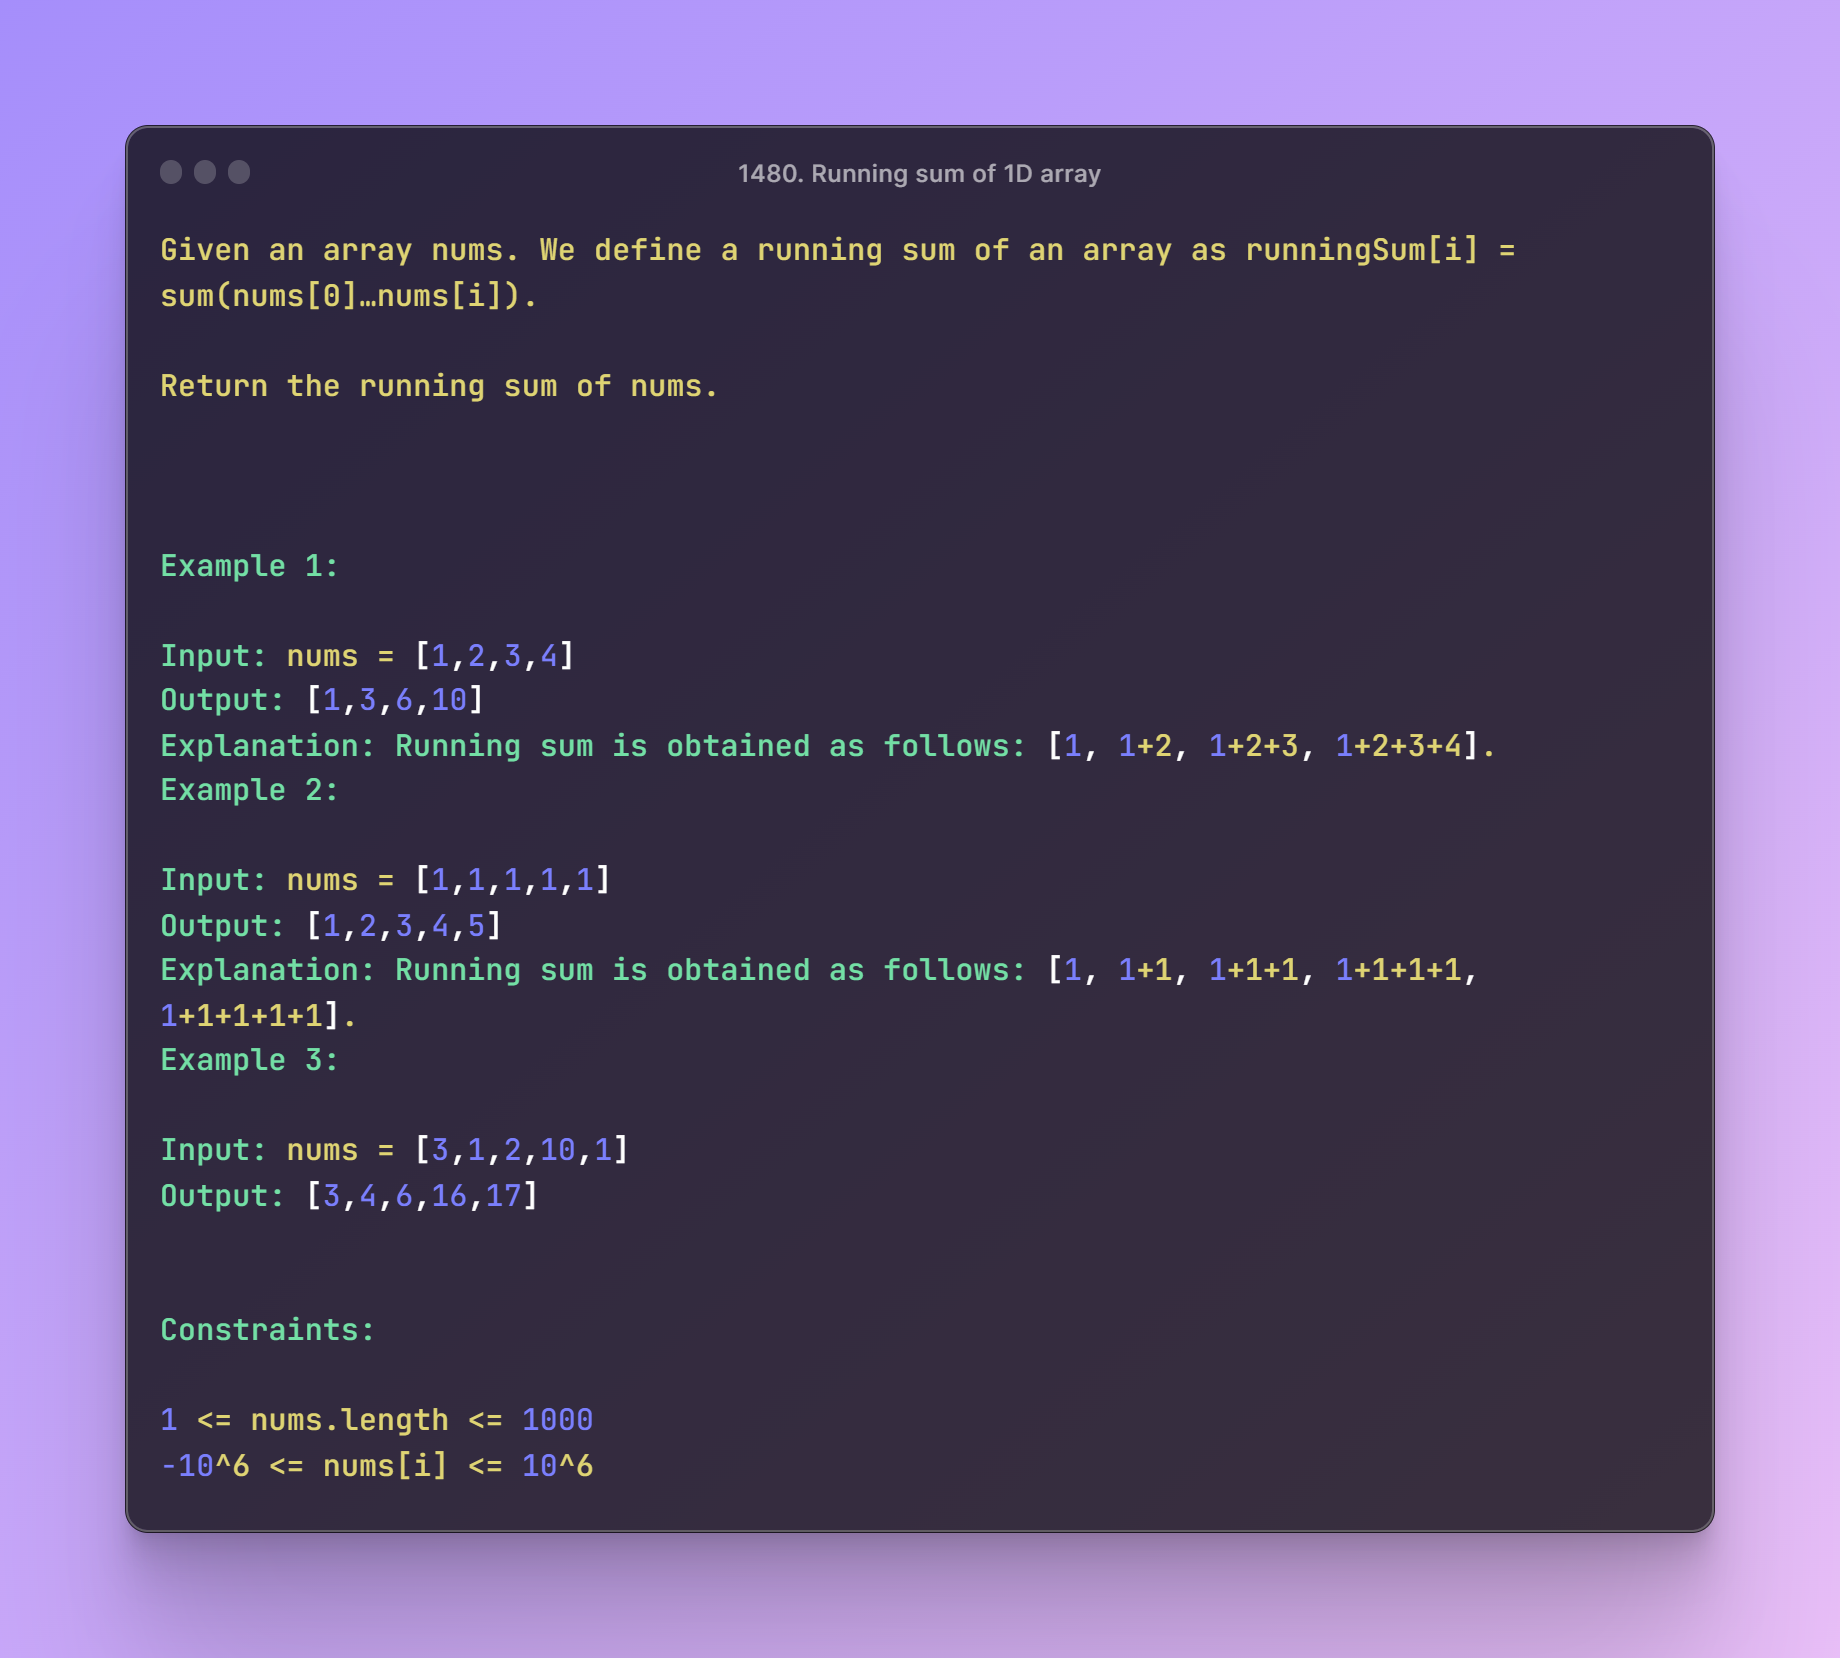 1480. Running sum of 1D array
Given an array nums. We define a running sum of an array as runningSum[i] =
sum(nums[0]…nums[i]).
Return the running sum of nums.
Example 1:
Input: nums = [1,2,3,4]
Output: [1,3,6,10]
Explanation: Running sum is obtained as follows: [1, 1+2, 1+2+3, 1+2+3+4].
Example 2:
Input: nums = [1,1,1,1,1]
Output: [1,2,3,4,5]
Explanation: Running sum is obtained as follows: [1, 1+1, 1+1+1, 1+1+1+1,
1+1+1+1+1].
Example 3:
Input: nums = [3,1,2,10,1]
Output: [3,4,6,16,17]
Constraints:
1 <= nums.length <= 1000
-10^6 <= nums[i] <= 10^6